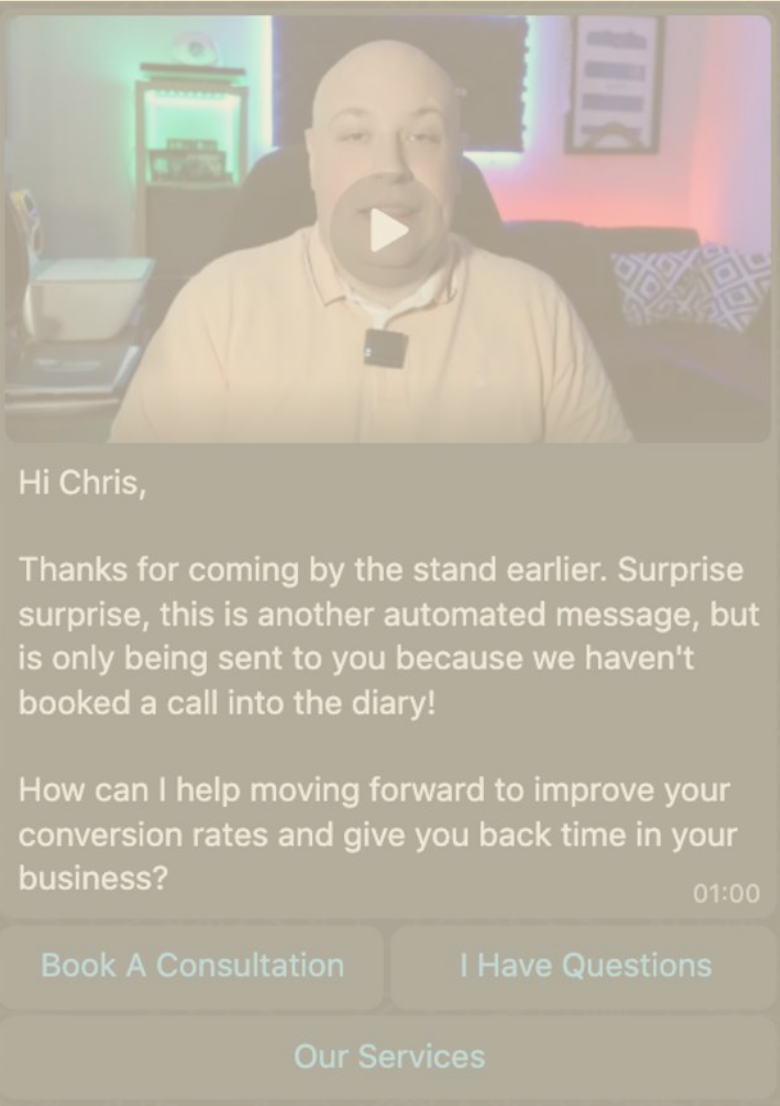 Hi Chris,
Thanks for coming by the stand earlier. Surprise
surprise, this is another automated message, but
is only being sent to you because we haven't
booked a call into the diary!
How can I help moving forward to improve your
conversion rates and give you back time in your
business?
01:00
Book A Consultation
I Have Questions
Our Services